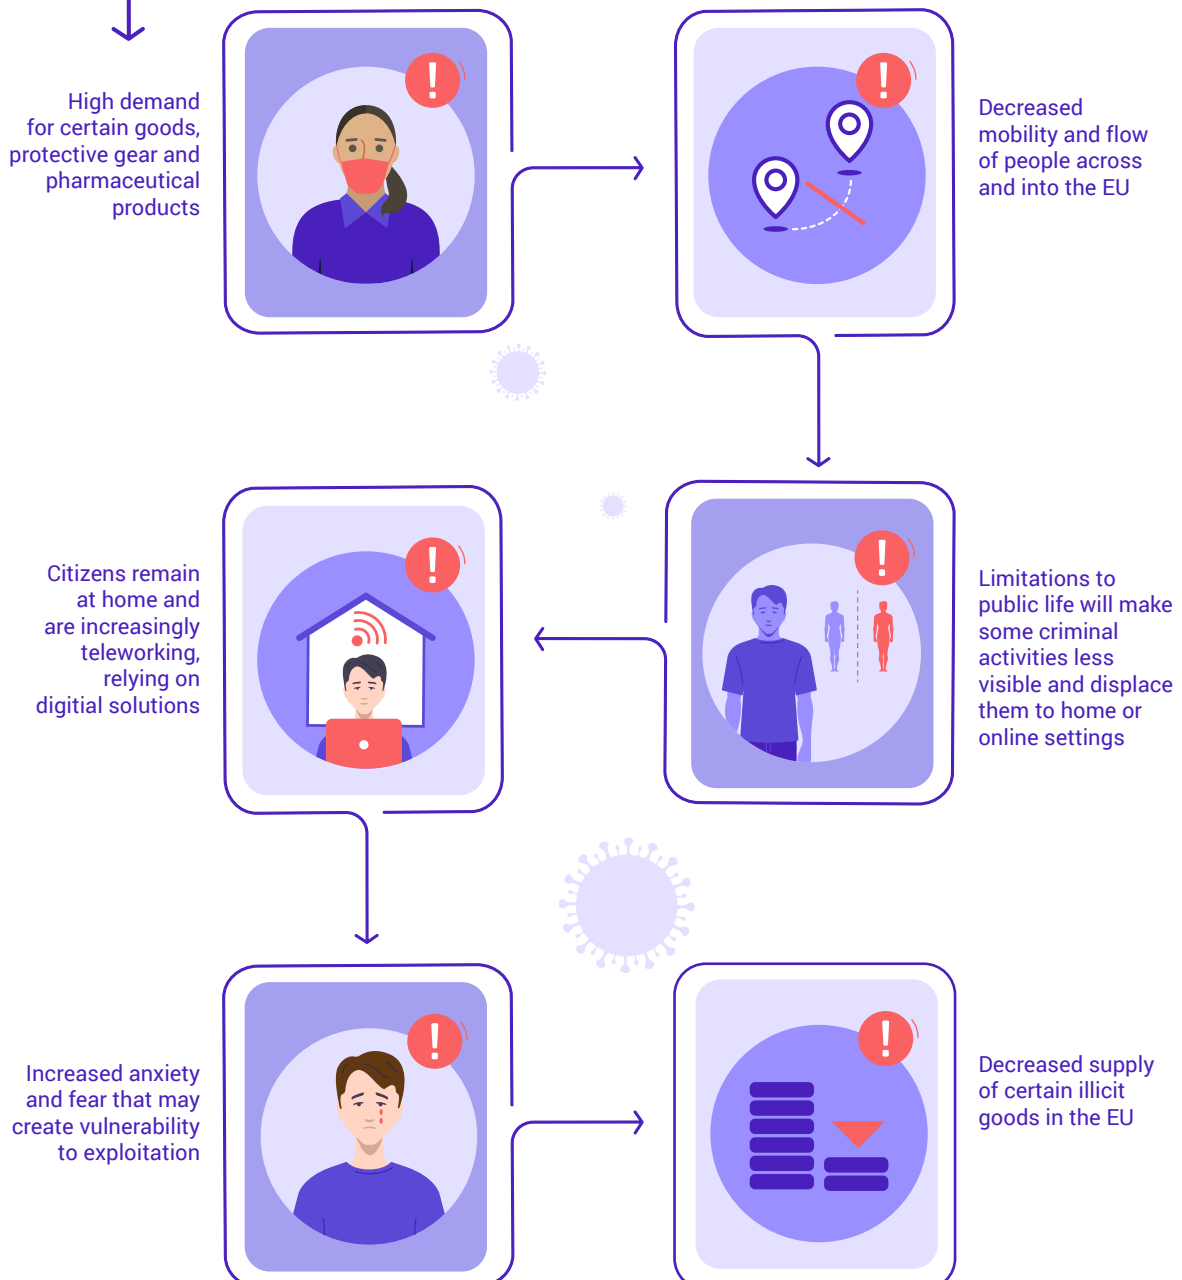 High demand
for certain goods,
protective gear and
pharmaceutical
products
Decreased
mobility and flow
of people across
and into the EU
Limitations to
public life will make
some criminal
activities less
visible and displace
them to home or
online settings
Citizens remain
at home and
are increasingly
teleworking,
relying on
digitial solutions
Increased anxiety
and fear that may
create vulnerability
to exploitation
Decreased supply
of certain illicit
goods in the EU